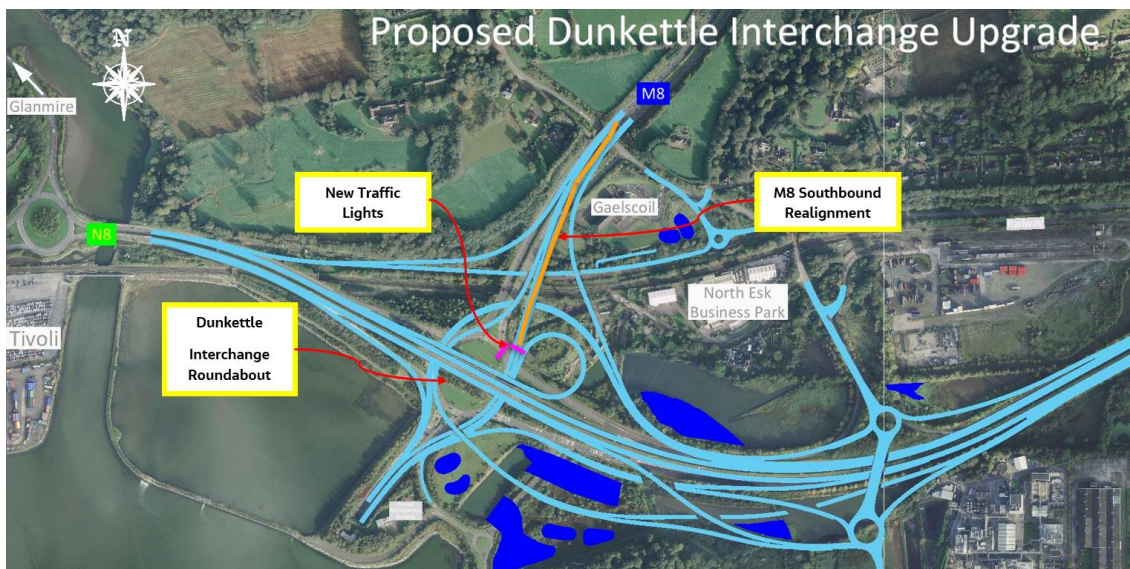 Proposed Dunkettle Interchange Upgrade
N
Glanmire
M8
New Traffic
Lights
Gaelscoil
M8 Southbound
Realignment
N8
Railway
North Esk
Business Park
Tivoli
Dunkettle
Interchange
Roundabout